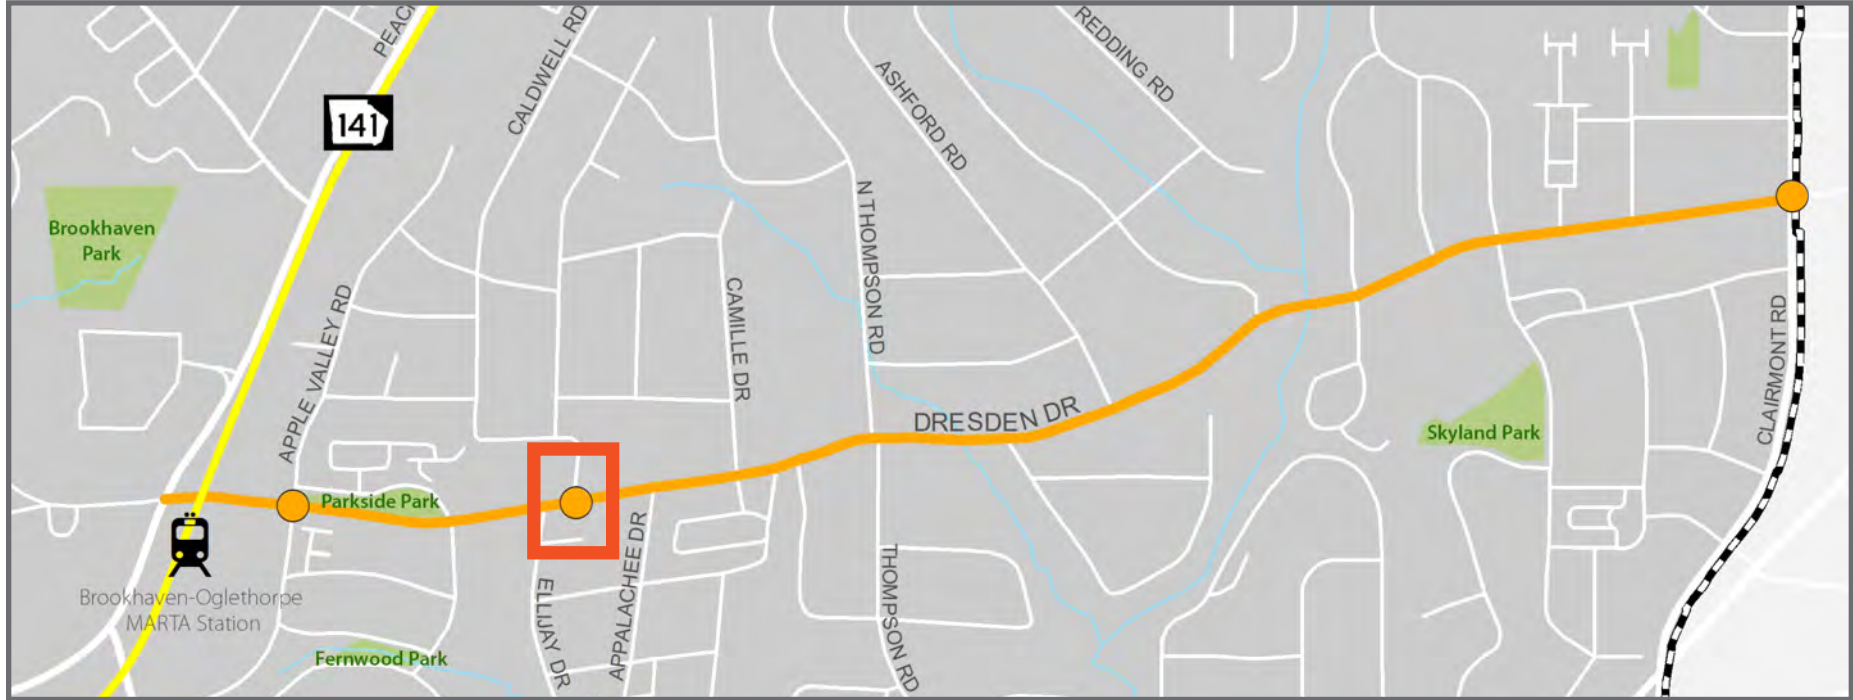 PEAC
CALDWELL RD
REDDING RD
ASHFORD RD
141
N THOMPSON RD
Brookhaven
Park
APPLE VALLEY RD
CAMILLE DR
CLAIRMONT RD
DRESDEN DR
Skyland Park
Parkside Park
Brookhaven-Oglethorpe
MARTA Station
ELLIJAY DR
APPALACHEE DR
THOMPSON RD
Fernwood Park